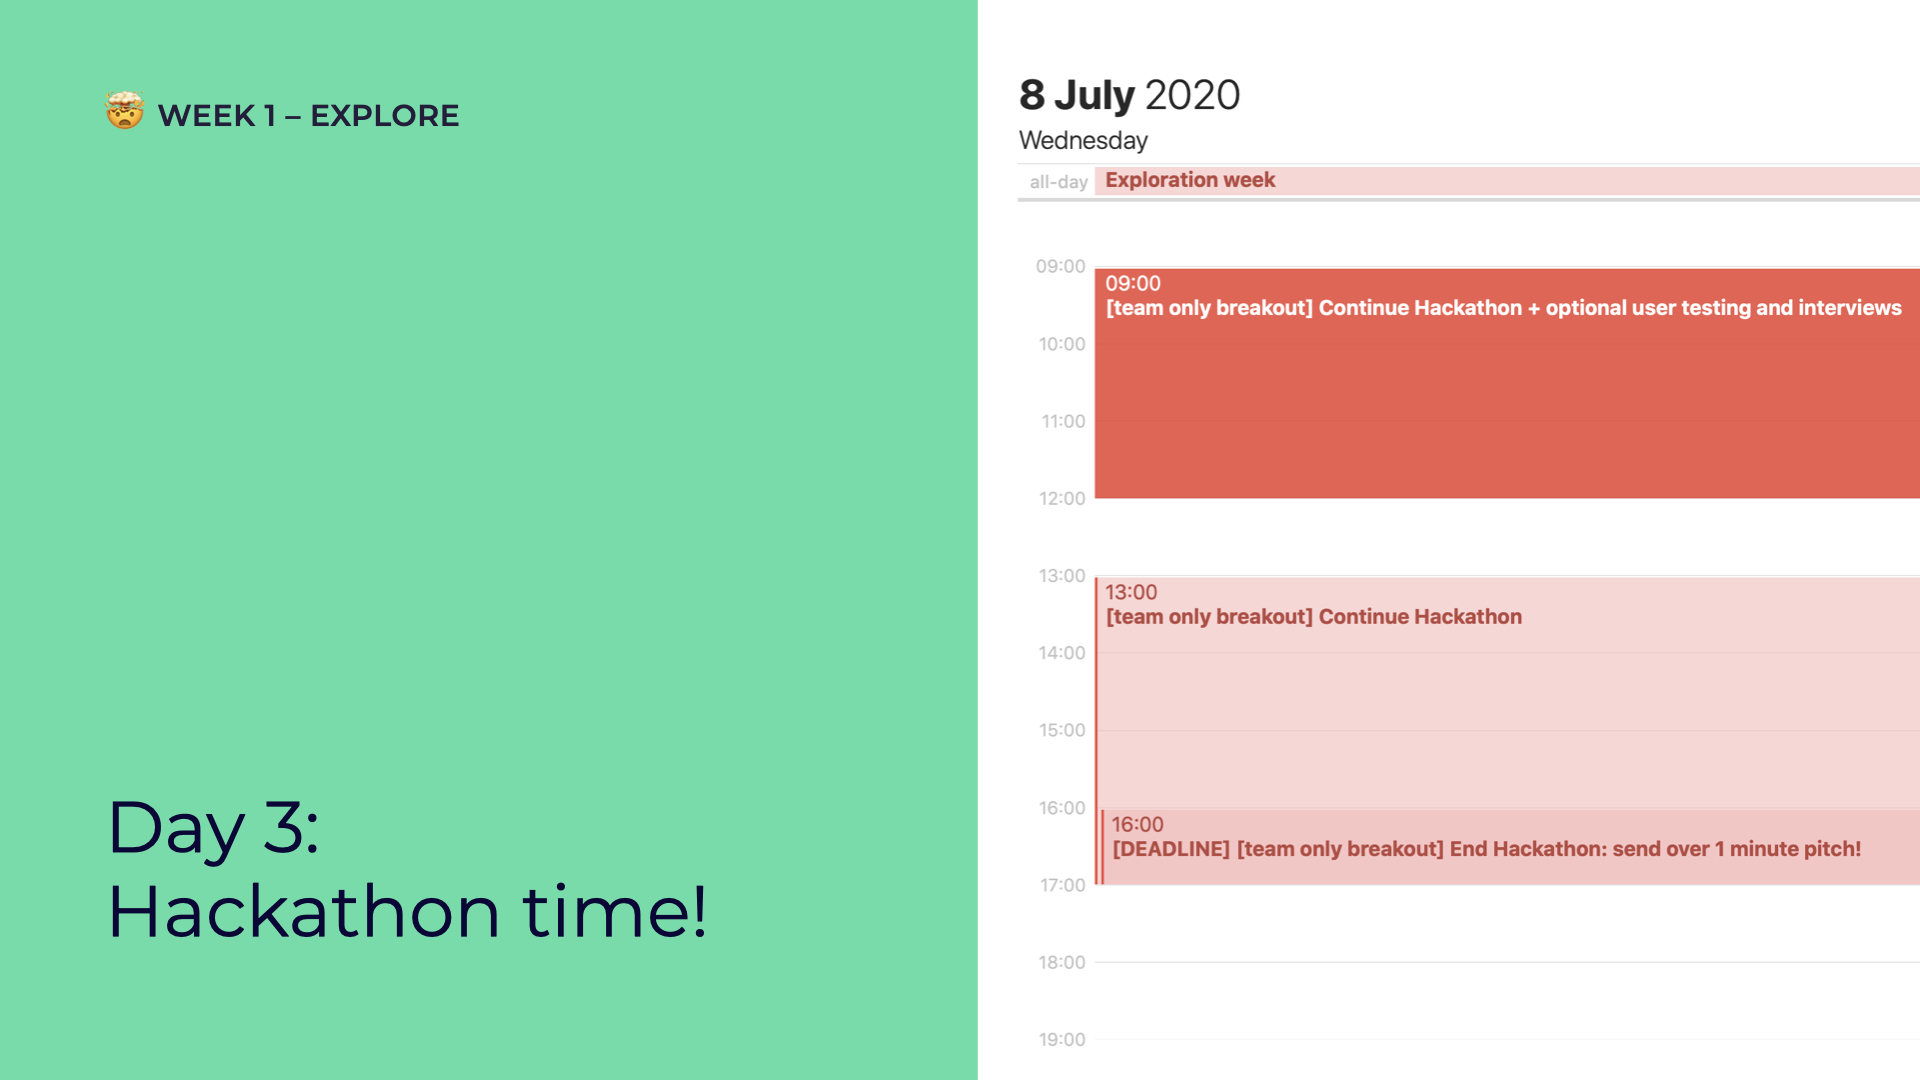 🤯 WEEK 1 – EXPLORE
Day 3:
Hackathon time!
8 July 2020
Wednesday
all-day Exploration week
09:00
09:00
[team only breakout] Continue Hackathon + optional user testing and interviews
10:00
11:00
12:00
13:00
13:00
[team only breakout] Continue Hackathon
14:00
15:00
16:00
16:00
[DEADLINE] [team only breakout] End Hackathon: send over 1 minute pitch!
17:00
18:00
19:00